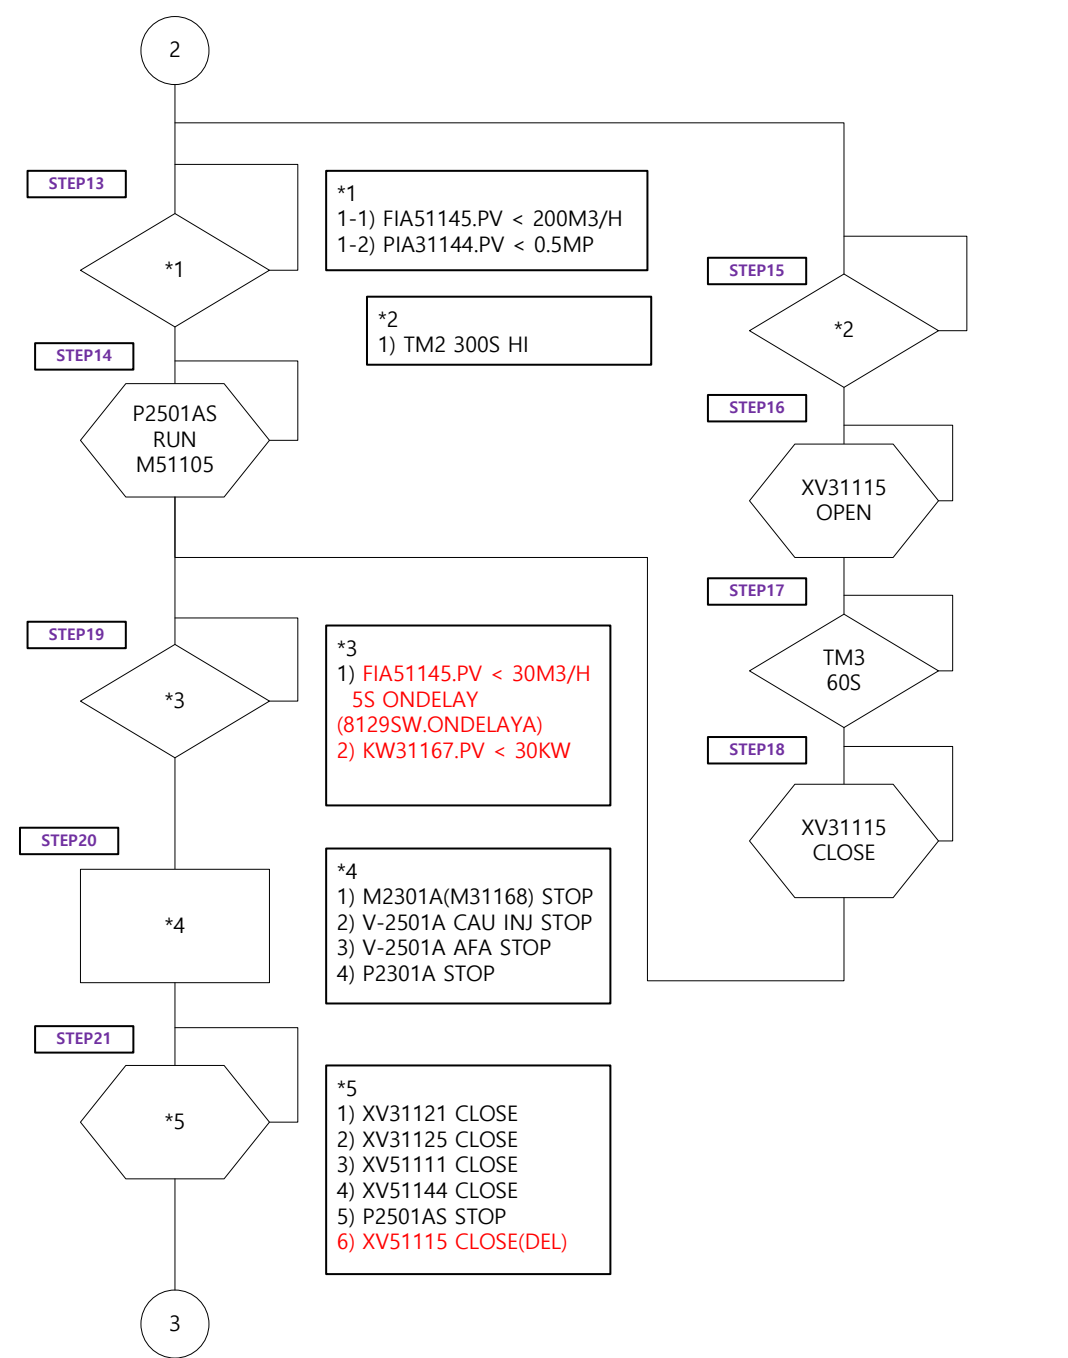 2
STEP13
*1
*1
1-1) FIA51145.PV < 200M3/H
1-2) PIA31144.PV < 0.5MP
*2
1) TM2 300S HI
STEP14
P2501AS
RUN
M51105
STEP15
*2
STEP16
XV31115
OPEN
STEP17
TM3
60S
STEP18
XV31115
CLOSE
STEP19
*3
*3
1) FIA51145.PV < 30M3/H
5S ONDELAY
(8129SW.ONDELAYA)
2) KW31167.PV < 30KW
STEP20
*4
*4
1) M2301A(M31168) STOP
2) V-2501A CAU INJ STOP
3) V-2501A AFA STOP
4) P2301A STOP
STEP21
*5
*5
1) XV31121 CLOSE
2) XV31125 CLOSE
3) XV51111 CLOSE
4) XV51144 CLOSE
5) P2501AS STOP
6) XV51115 CLOSE(DEL)
3